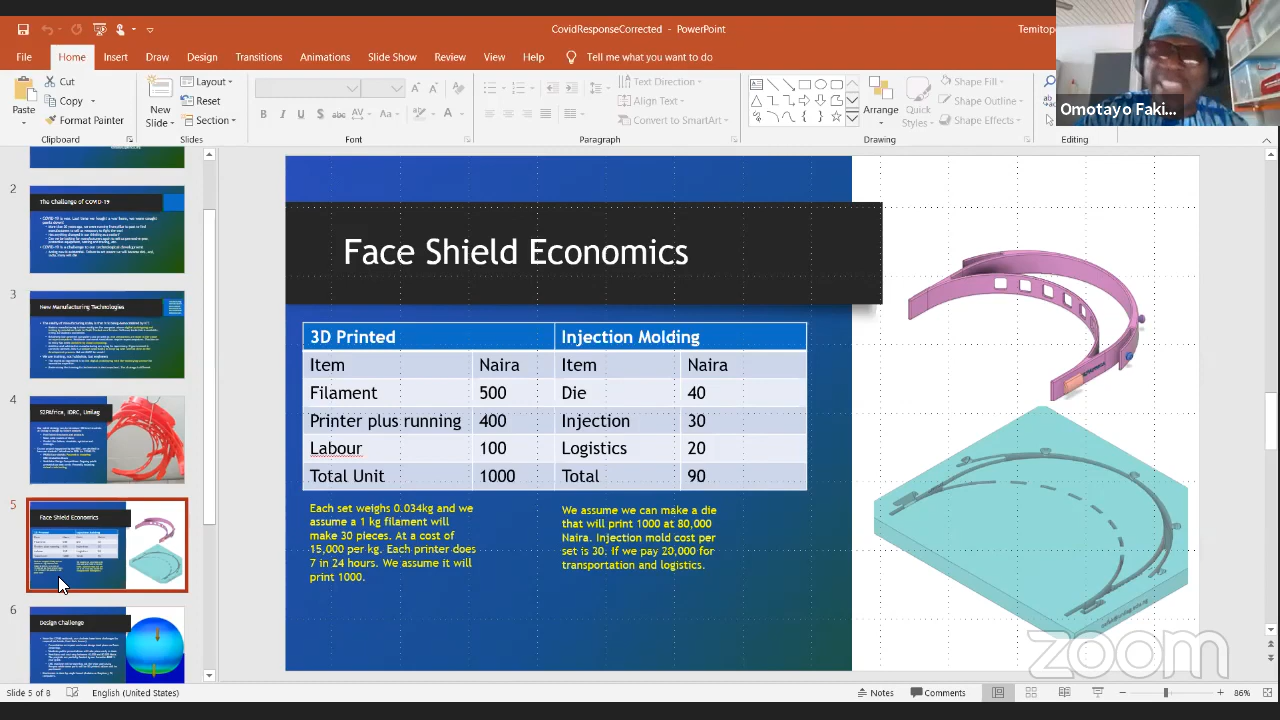 CovidResponseCorrected - PowerPoint
File Home Insert Draw Design Transitions Animations Slide Show Review View Help Tell me what you want to do
Omotayo Faki...
Paste
Cut
Copy
Format Painter
Clipboard
New
Slide
Layout
Reset
Section
Slides
Font
Text Direction
Align Text
Convert to SmartArt
Paragraph
Arrange
Quick
Styles
Shape Fill
Shape Outline
Shape Effects
Drawing
Editing
2
The Challenge of COVID-19
3
New Manufacturing Technologies
4
5
Face Shield Economics
6
Design Challenge
Face Shield Economics
3D Printed Injection Molding
Item Naira Item Naira
Filament 500 Die 40
Printer plus running 400 Injection 30
Labour 100 Logistics 20
Total Unit 1000 Total 90
Each set weighs 0.034kg and we
assume a 1 kg filament will
make 30 pieces. At a cost of
15,000 per kg. Each printer does
7 in 24 hours. We assume it will
print 1000.
We assume we can make a die
that will print 1000 at 80,000
Naira. Injection mold cost per
set is 30. If we pay 20,000 for
transportation and logistics.
zoom
Slide 5 of 8 English (United States) Notes Comments 86%